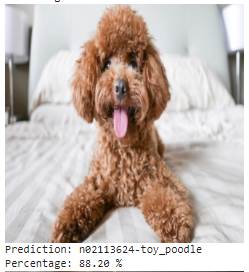 Prediction: n02113624-toy_poodle
Percentage: 88.20 %